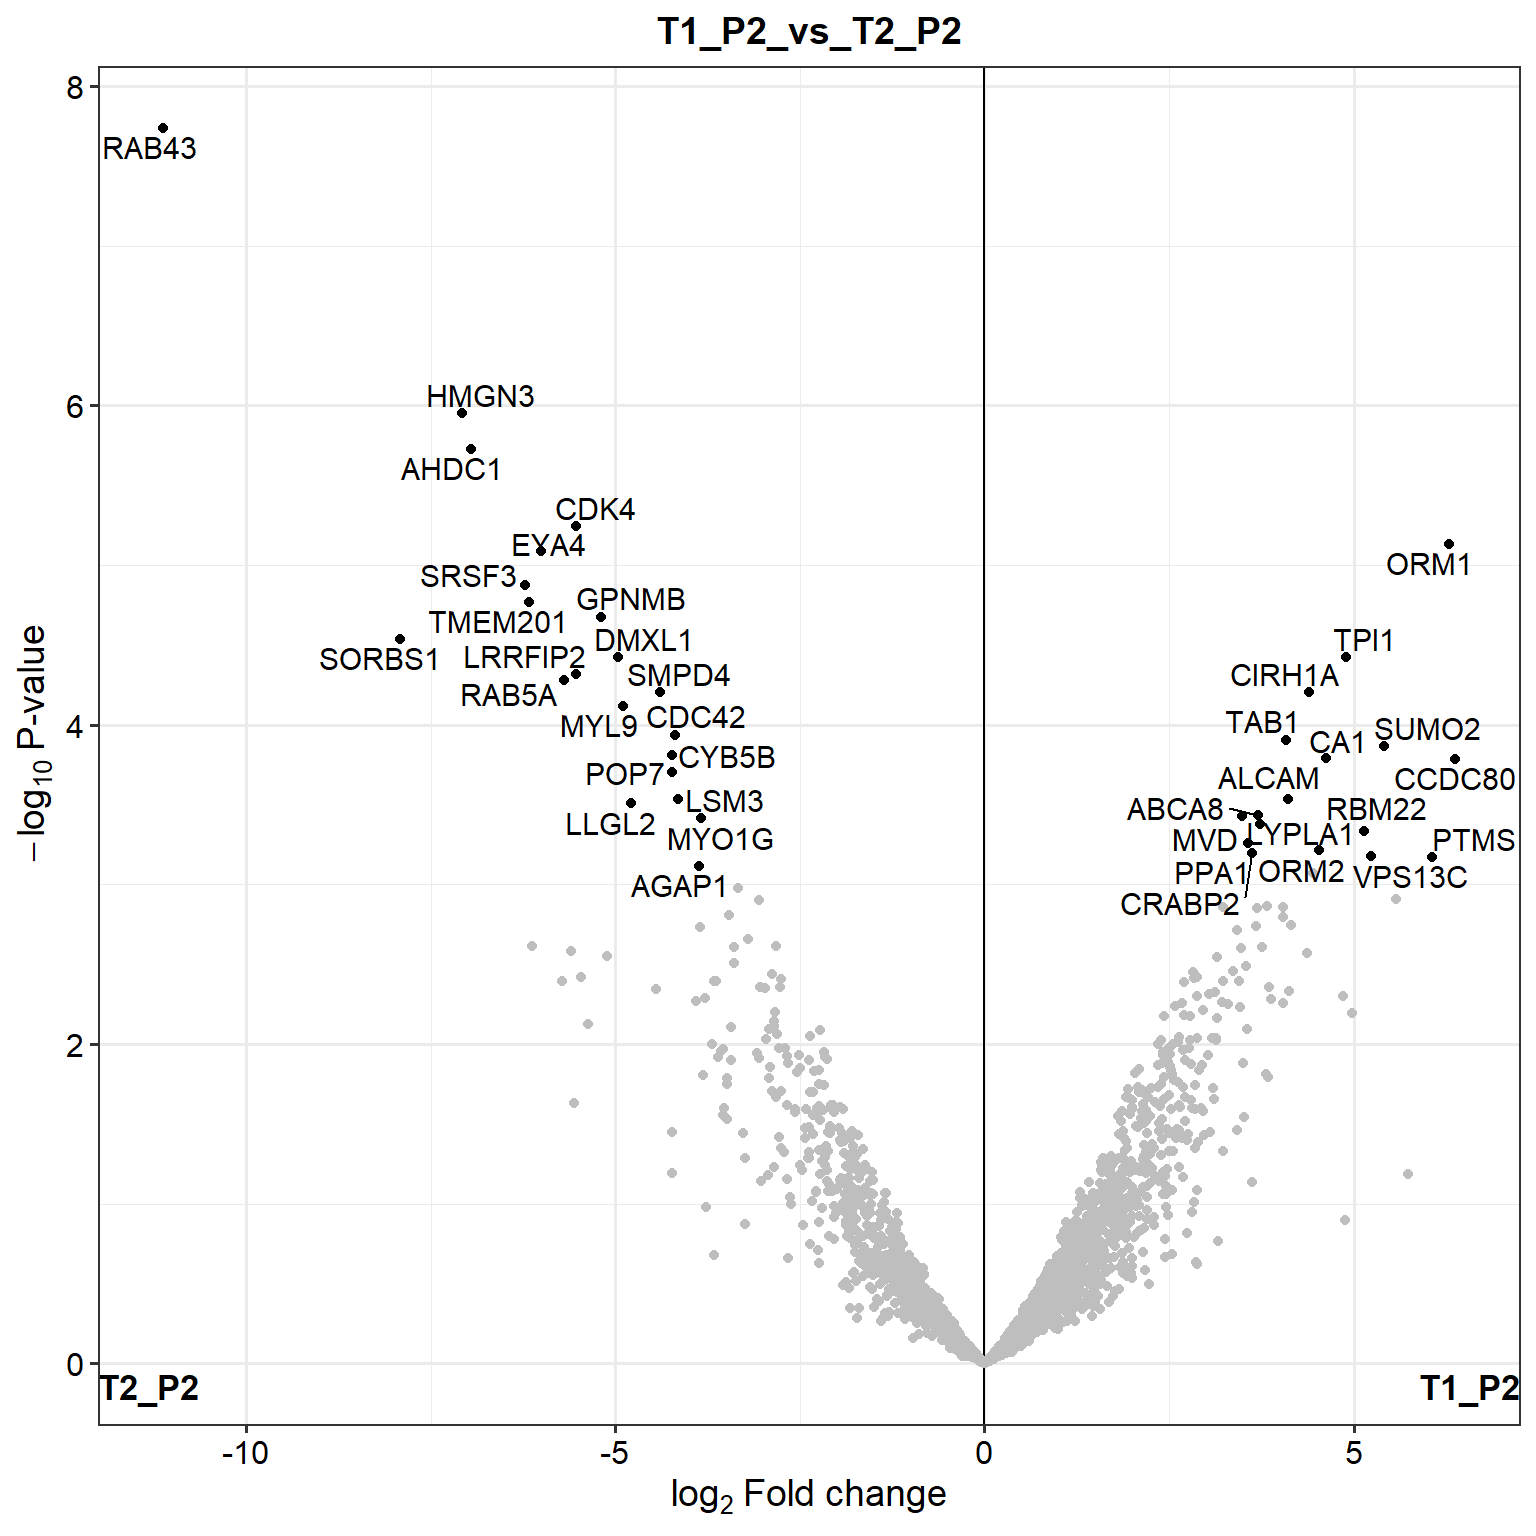 T1_P2_vs_T2_P2
8
RAB43
HMGN3
6
AHDC1
CDK4
EYA4
ORM1
SRSF3
GPNMB
TMEM201
DMXL1
TPI1
SORBS1
LRRFIP2
SMPD4
CIRH1A
RAB5A
CDC42
TAB1
4
MYL9
SUMO2
CA1
CYB5B
POP7
ALCAM
CCDC80
LSM3
ABCA8
RBM22
LLGL2
LYPLA1
MYO1G
MVD
PTMS
PPA1
ORM2
VPS13C
AGAP1
CRABP2
2
0
T2_P2
T1_P2
-10
-5
0
5
log2 Fold change
−log10 P-value